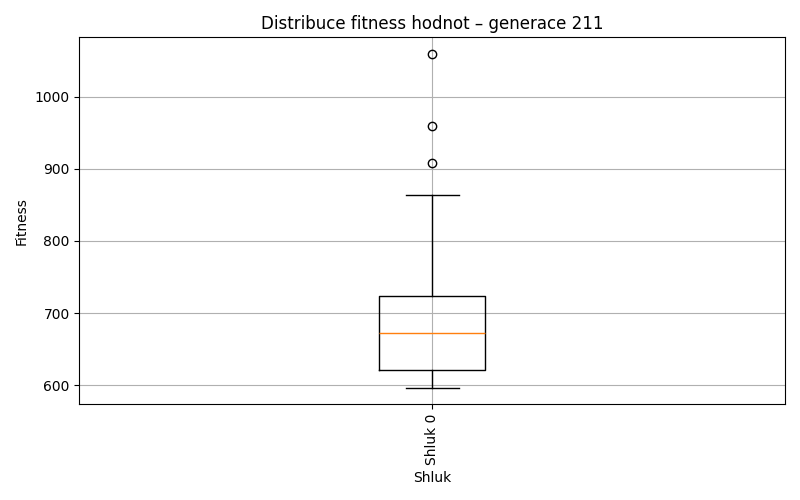 Distribuce fitness hodnot – generace 211
1000
900
800
700
600
Fitness
Shluk 0
Shluk